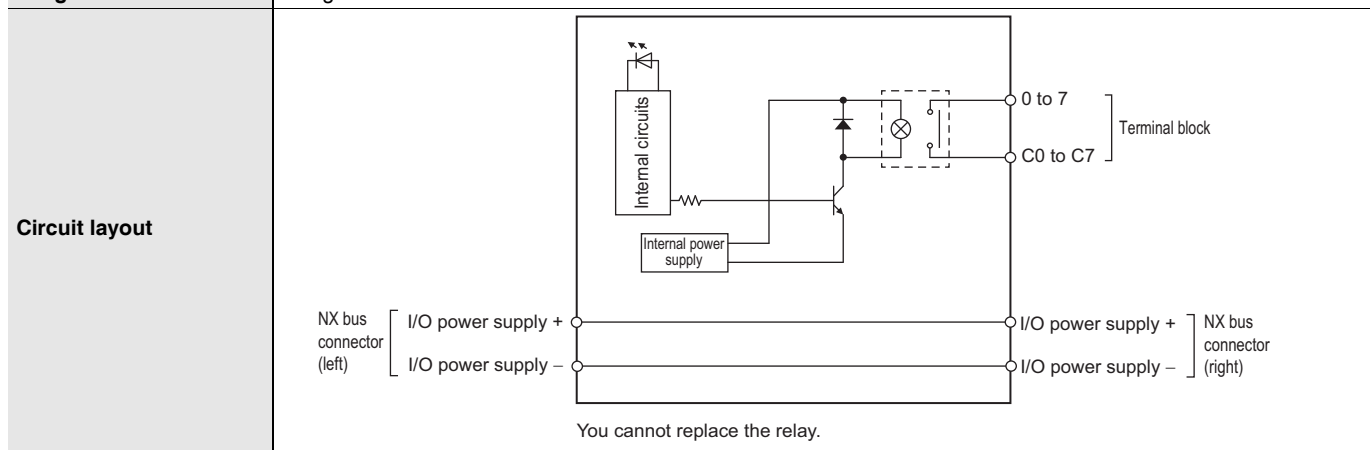 Circuit layout
Internal circuits
Internal power
supply
0 to 7
C0 to C7
Terminal block
NX bus
connector
(left)
I/O power supply +
I/O power supply –
I/O power supply +
I/O power supply –
NX bus
connector
(right)
You cannot replace the relay.